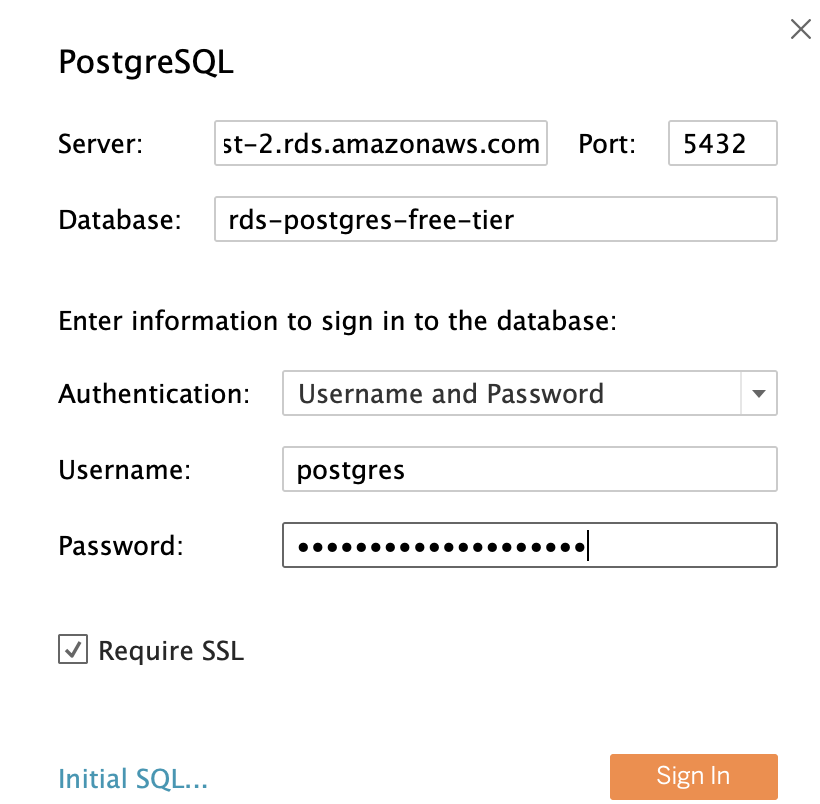 PostgreSQL
Server: st-2.rds.amazonaws.com Port: 5432
Database: rds-postgres-free-tier
Enter information to sign in to the database:
Authentication: Username and Password
Username: postgres
Password: ••••••••••••••••••••
Require SSL
Initial SQL... Sign In